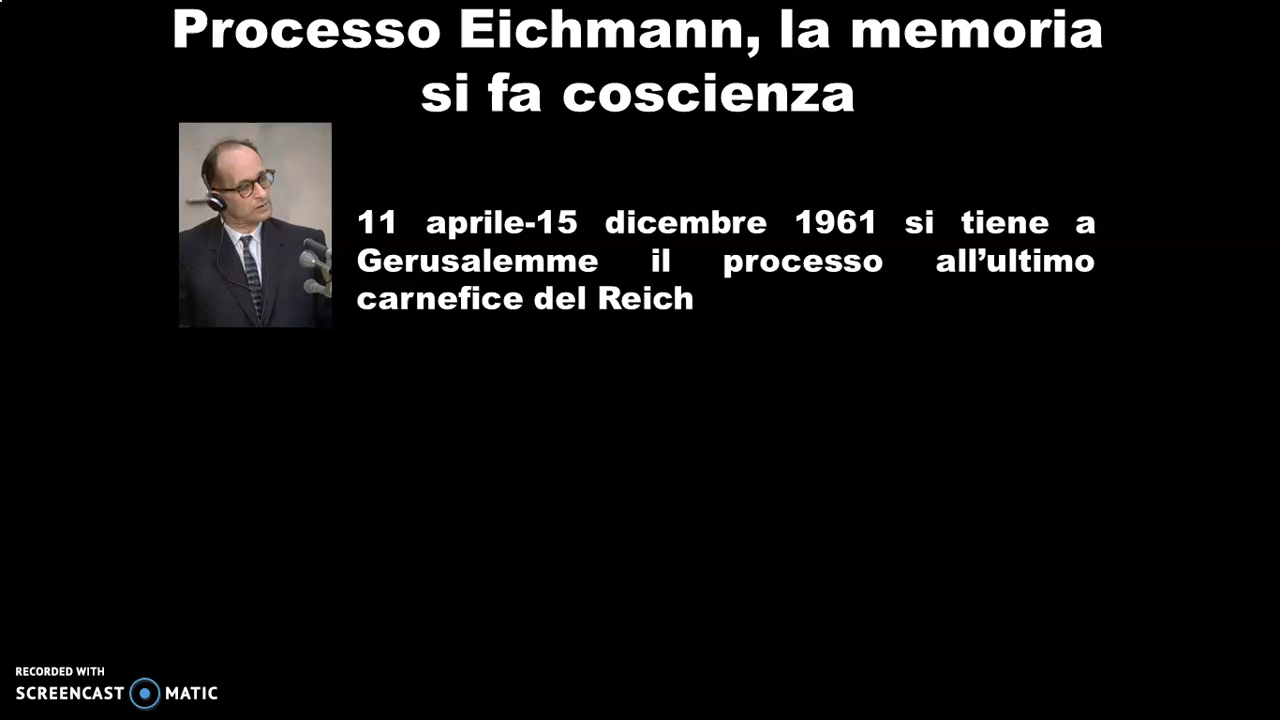 Processo Eichmann, la memoria
si fa coscienza
11 aprile-15 dicembre 1961 si tiene a
Gerusalemme il processo all’ultimo
carnefice del Reich
RECORDED WITH
SCREENCAST MATIC